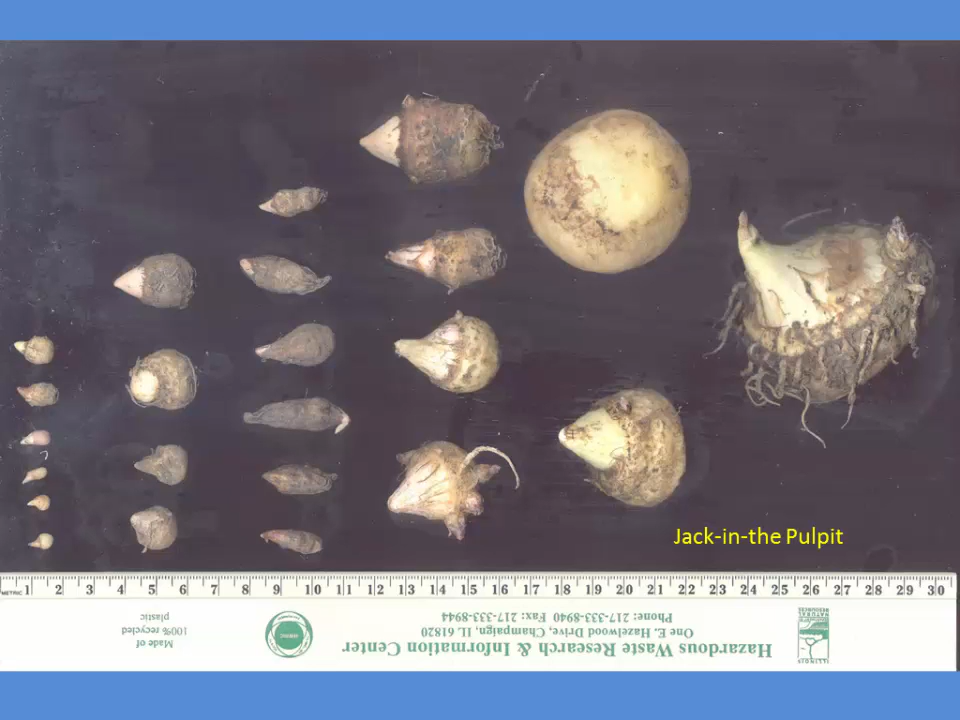 Jack-in-the Pulpit
METRIC 1 2 3 4 5 6 7 8 9 10 11 12 13 14 15 16 17 18 19 20 21 22 23 24 25 26 27 28 29 30
Hazardous Waste Research & Information Center
One E. Hazelwood Drive, Champaign, IL 61820
Phone: 217-333-8940 Fax: 217-333-8944
Made of
100% recycled
plastic
ILLINOIS
NATURAL
RESOURCES